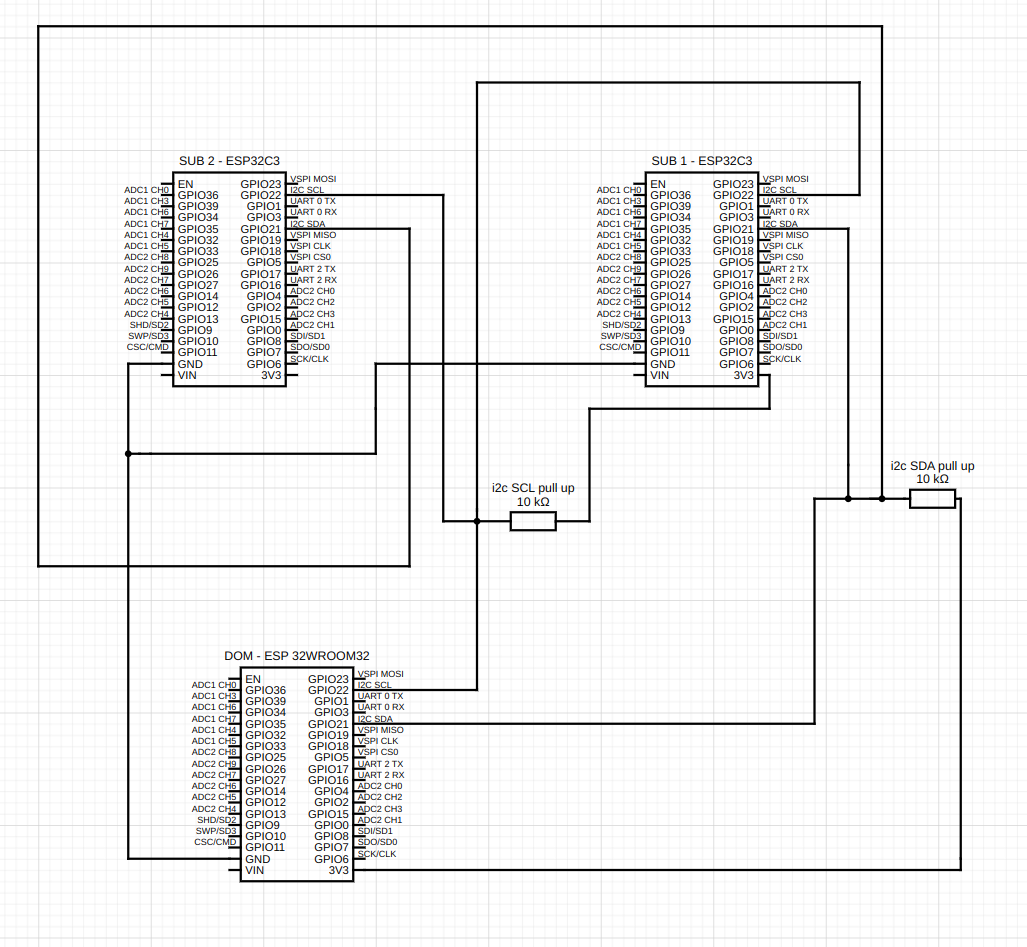 SUB 2 - ESP32C3
EN GPIO23 VSPI MOSI
ADC1 CH0 GPIO36 GPIO22 I2C SCL
ADC1 CH3 GPIO39 GPIO1 UART 0 TX
ADC1 CH6 GPIO34 GPIO3 UART 0 RX
ADC1 CH7 GPIO35 GPIO21 I2C SDA
ADC1 CH4 GPIO32 GPIO19 VSPI MISO
ADC1 CH5 GPIO33 GPIO18 VSPI CLK
ADC2 CH8 GPIO25 GPIO5 VSPI CS0
ADC2 CH9 GPIO26 GPIO17 UART 2 TX
ADC2 CH7 GPIO27 GPIO16 UART 2 RX
ADC2 CH6 GPIO14 GPIO4 ADC2 CH0
ADC2 CH5 GPIO12 GPIO2 ADC2 CH2
ADC2 CH4 GPIO13 GPIO15 ADC2 CH3
SHD/SD2 GPIO9 GPIO0 ADC2 CH1
SWP/SD3 GPIO10 GPIO8 SDI/SD1
CSC/CMD GPIO11 GPIO7 SDO/SD0
GND GPIO6 SCK/CLK
VIN 3V3
SUB 1 - ESP32C3
EN GPIO23 VSPI MOSI
ADC1 CH0 GPIO36 GPIO22 I2C SCL
ADC1 CH3 GPIO39 GPIO1 UART 0 TX
ADC1 CH6 GPIO34 GPIO3 UART 0 RX
ADC1 CH7 GPIO35 GPIO21 I2C SDA
ADC1 CH4 GPIO32 GPIO19 VSPI MISO
ADC1 CH5 GPIO33 GPIO18 VSPI CLK
ADC2 CH8 GPIO25 GPIO5 VSPI CS0
ADC2 CH9 GPIO26 GPIO17 UART 2 TX
ADC2 CH7 GPIO27 GPIO16 UART 2 RX
ADC2 CH6 GPIO14 GPIO4 ADC2 CH0
ADC2 CH5 GPIO12 GPIO2 ADC2 CH2
ADC2 CH4 GPIO13 GPIO15 ADC2 CH3
SHD/SD2 GPIO9 GPIO0 ADC2 CH1
SWP/SD3 GPIO10 GPIO8 SDI/SD1
CSC/CMD GPIO11 GPIO7 SDO/SD0
GND GPIO6 SCK/CLK
VIN 3V3
i2c SDA pull up
10 kΩ
i2c SCL pull up
10 kΩ
DOM - ESP 32WROOM32
EN GPIO23 VSPI MOSI
ADC1 CH0 GPIO36 GPIO22 I2C SCL
ADC1 CH3 GPIO39 GPIO1 UART 0 TX
ADC1 CH6 GPIO34 GPIO3 UART 0 RX
ADC1 CH7 GPIO35 GPIO21 I2C SDA
ADC1 CH4 GPIO32 GPIO19 VSPI MISO
ADC1 CH5 GPIO33 GPIO18 VSPI CLK
ADC2 CH8 GPIO25 GPIO5 VSPI CS0
ADC2 CH9 GPIO26 GPIO17 UART 2 TX
ADC2 CH7 GPIO27 GPIO16 UART 2 RX
ADC2 CH6 GPIO14 GPIO4 ADC2 CH0
ADC2 CH5 GPIO12 GPIO2 ADC2 CH2
ADC2 CH4 GPIO13 GPIO15 ADC2 CH3
SHD/SD2 GPIO9 GPIO0 ADC2 CH1
SWP/SD3 GPIO10 GPIO8 SDI/SD1
CSC/CMD GPIO11 GPIO7 SDO/SD0
GND GPIO6 SCK/CLK
VIN 3V3